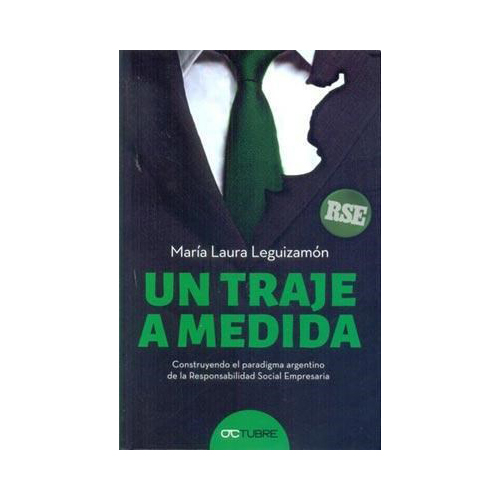 RSE
María Laura Leguizamón
UN TRAJE
A MEDIDA
Construyendo el paradigma argentino
de la Responsabilidad Social Empresaria
OCTUBRE